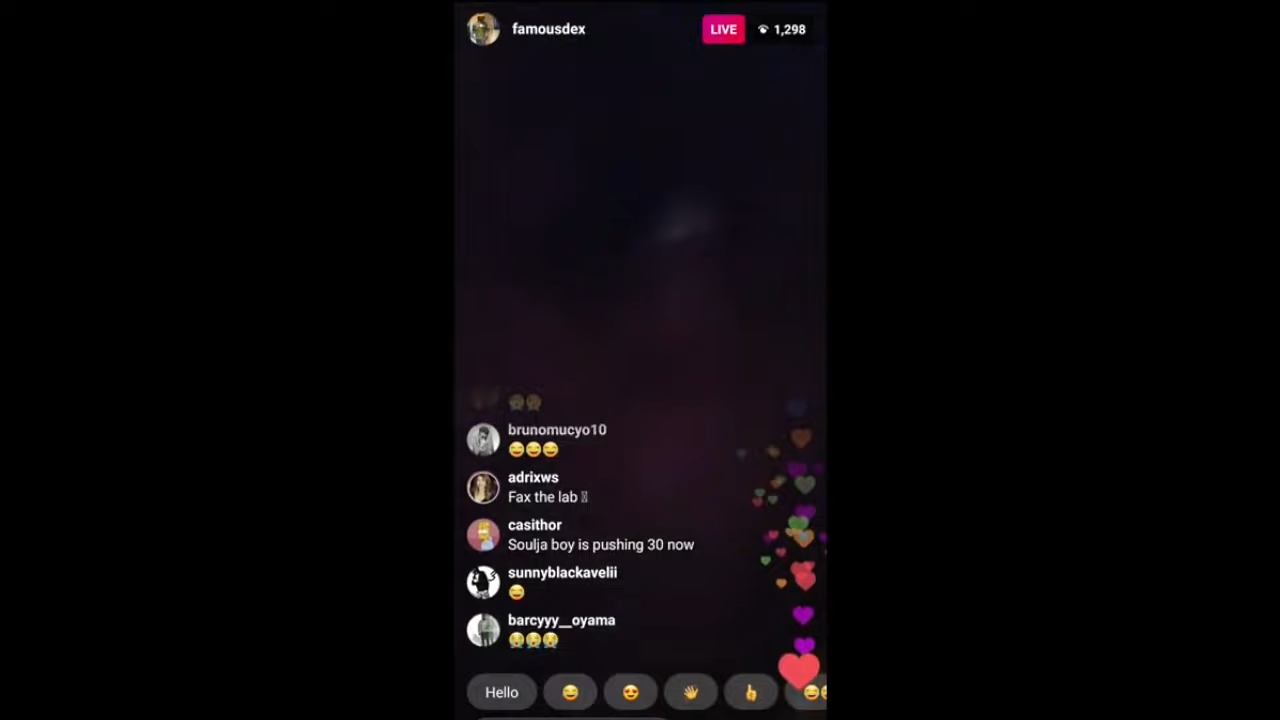 famousdex
LIVE 1,298
😭😭
brunomucyo10
😂😂😂
adrixws
Fax the lab
casithor
Soulja boy is pushing 30 now
sunnyblackavelii
😂
barcyyy__oyama
😭😭😭
Hello 😂 😍 👋 👆 😂